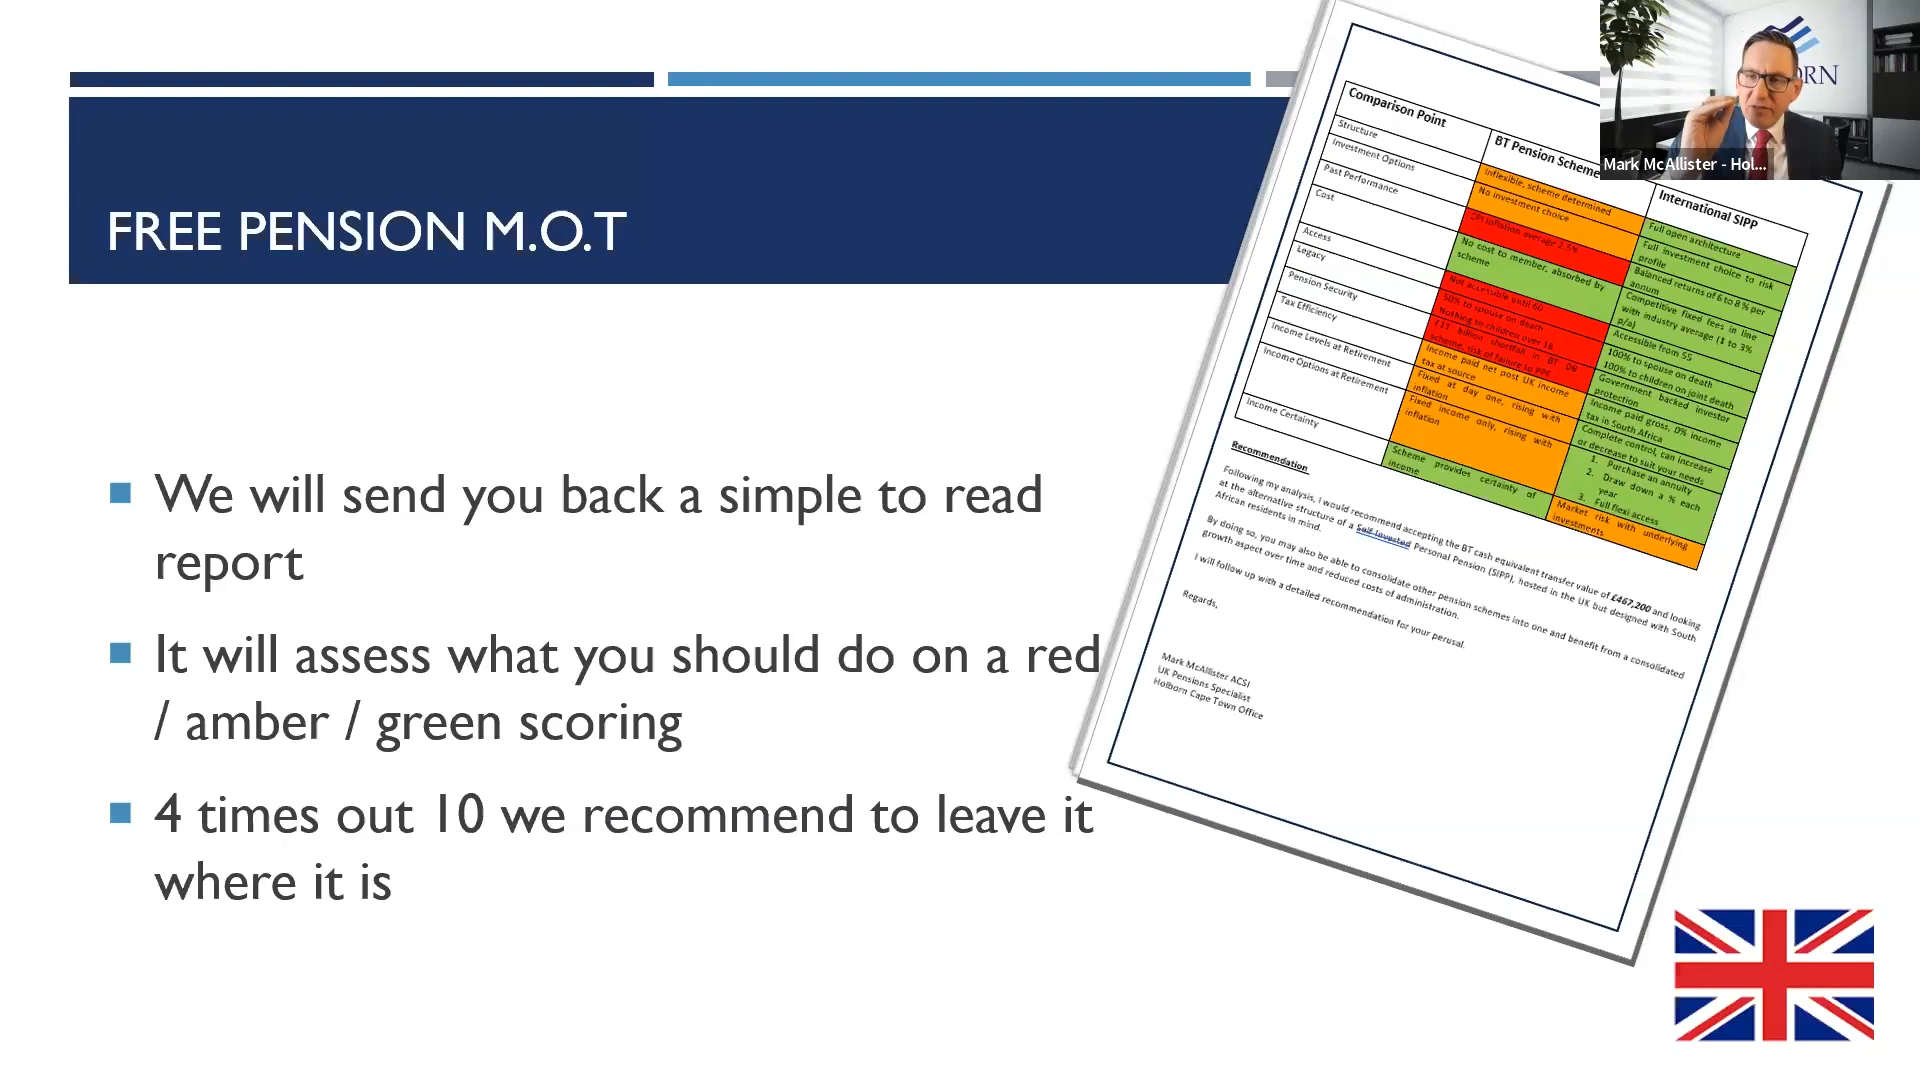 FREE PENSION M.O.T
We will send you back a simple to read
report
It will assess what you should do on a red
/ amber / green scoring
4 times out 10 we recommend to leave it
where it is
Mark McAllister - Hol...
ORN
Comparison Point
BT Pension Scheme
International SIPP
Structure
Inflexible, scheme determined
Full open architecture
Investment Options
No investment choice
Full investment choice to risk
profile
Past Performance
CPI inflation average 2.5%
Balanced returns of 6 to 8 % per
annum
Cost
No cost to member, absorbed by
scheme
Competitive fixed fees in line
with industry average (1 to 3%
p/a)
Access
Not accessible until 60
Accessible from 55
Legacy
50% to spouse on death
Nothing to children over 18
100% to spouse on death
100% to children on joint death
Pension Security
billion shortfall in BT DB
scheme, risk of failure to PPF
Government backed investor
protection
Tax Efficiency
Income paid net post UK income
tax at source
Income paid gross, 0% income
tax in South Africa
Income Levels at Retirement
Fixed at day one, rising with
inflation
Complete control, can increase
or decrease to suit your needs
Income Options at Retirement
Fixed income only, rising with
inflation
1. Purchase an annuity
2. Draw down a % each
year
3. Full flexi access
Income Certainty
Scheme provides certainty of
income
Market risk with underlying
investments
Recommendation
Following my analysis, I would recommend accepting the BT cash equivalent transfer value of £467,200 and looking
at the alternative structure of a Self Invested Personal Pension (SIPP), hosted in the UK but designed with South
African residents in mind.
By doing so, you may also be able to consolidate other pension schemes into one and benefit from a consolidated
growth aspect over time and reduced costs of administration.
I will follow up with a detailed recommendation for your perusal.
Regards,
Mark McAllister ACSI
UK Pensions Specialist
Holborn Cape Town Office